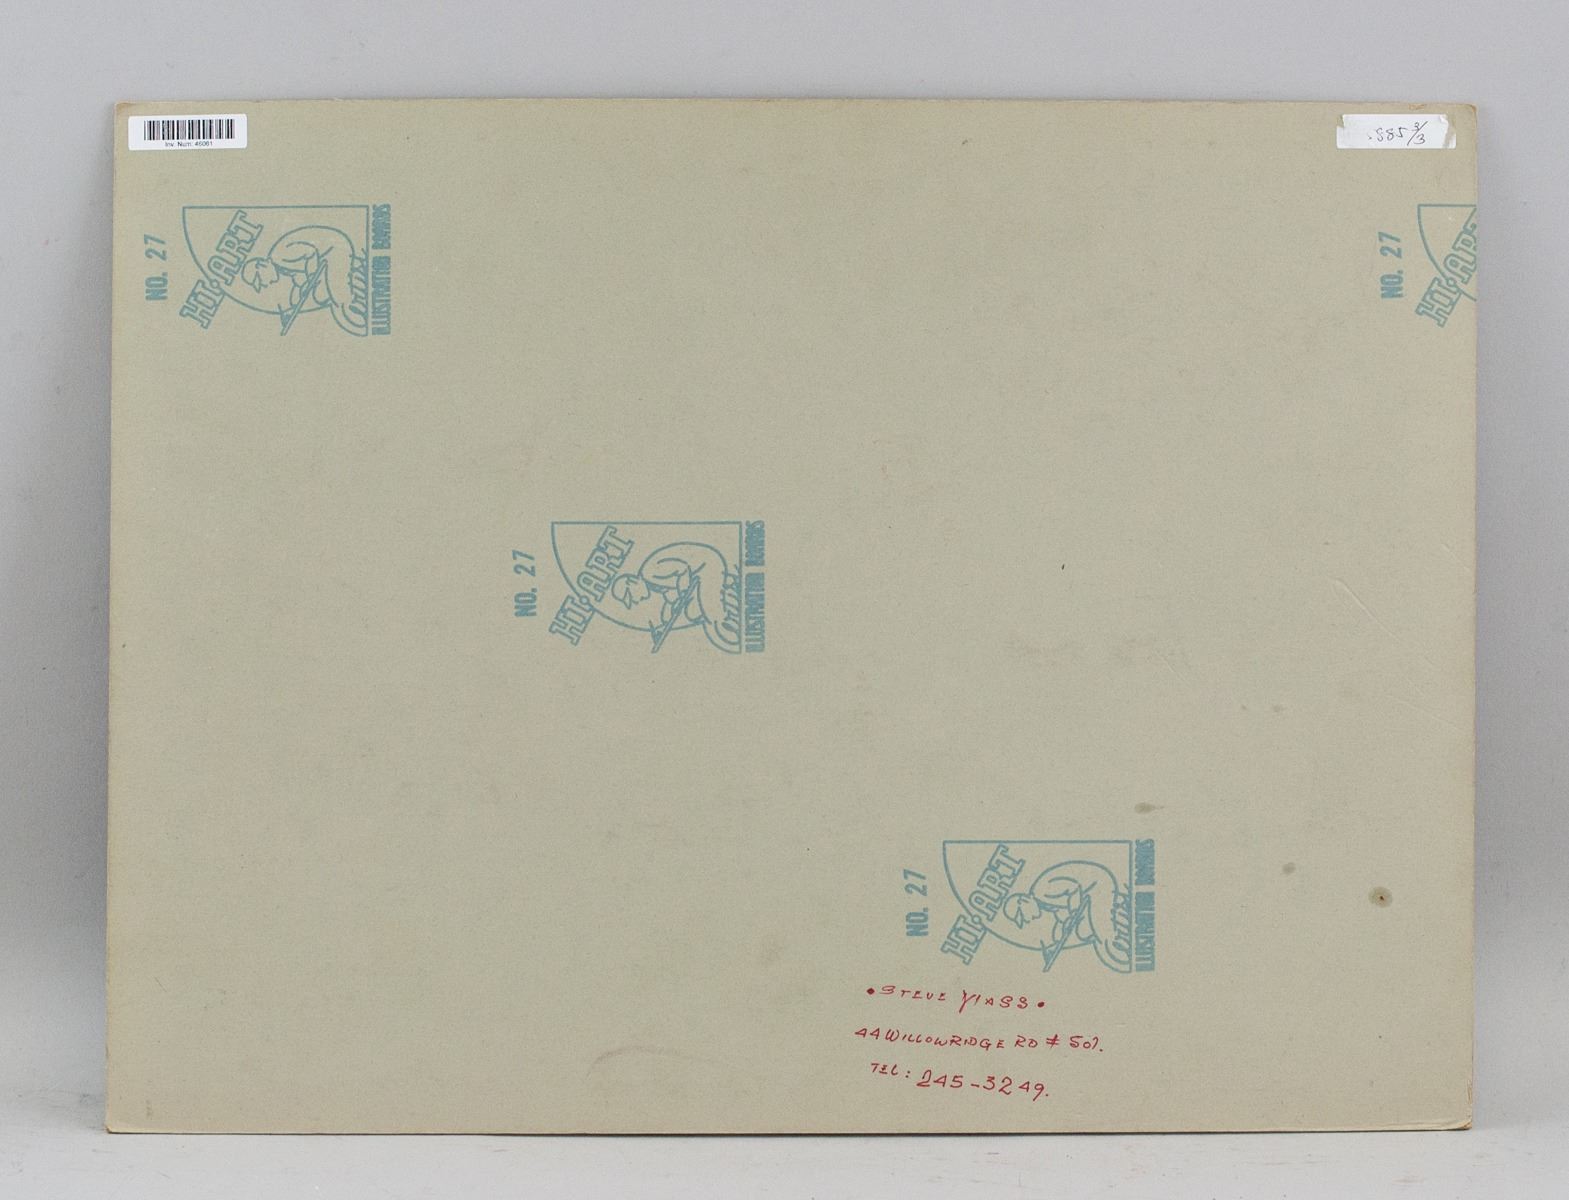 Inv. Num: 46061
885 3/3
NO. 27
HI-ART
Artist
ILLUSTRATION BOARDS
NO. 27
HI-ART
NO. 27
HI-ART
Artist
ILLUSTRATION BOARDS
NO. 27
HI-ART
Artist
ILLUSTRATION BOARDS
• STEVE
44 WILLOWRIDGE RD # 507.
TEL: 245-3249.